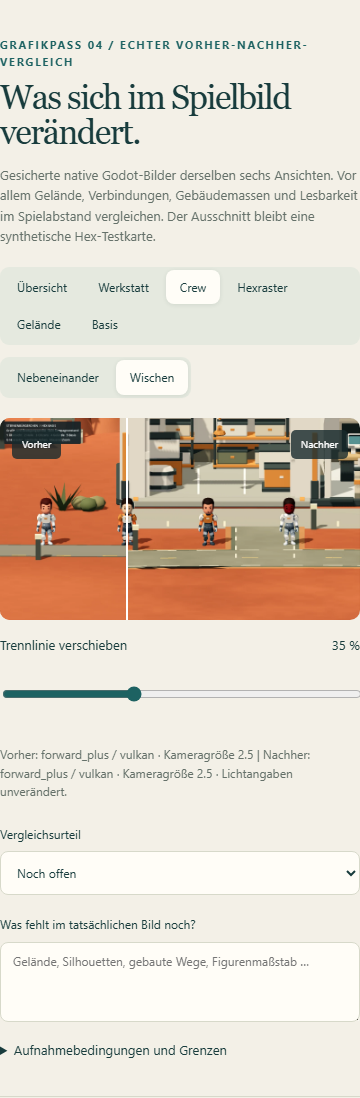 GRAFIKPASS 04 / ECHTER VORHER-NACHHER-
VERGLEICH
Was sich im Spielbild
verändert.
Gesicherte native Godot-Bilder derselben sechs Ansichten. Vor
allem Gelände, Verbindungen, Gebäudemassen und Lesbarkeit
im Spielabstand vergleichen. Der Ausschnitt bleibt eine
synthetische Hex-Testkarte.
Übersicht Werkstatt Crew Hexraster
Gelände Basis
Nebeneinander Wischen
Vorher Nachher
Trennlinie verschieben 35 %
Vorher: forward_plus / vulkan · Kameragröße 2.5 | Nachher:
forward_plus / vulkan · Kameragröße 2.5 · Lichtangaben
unverändert.
Vergleichsurteil
Noch offen
Was fehlt im tatsächlichen Bild noch?
Gelände, Silhouetten, gebaute Wege, Figurenmaßstab ...
Aufnahmebedingungen und Grenzen